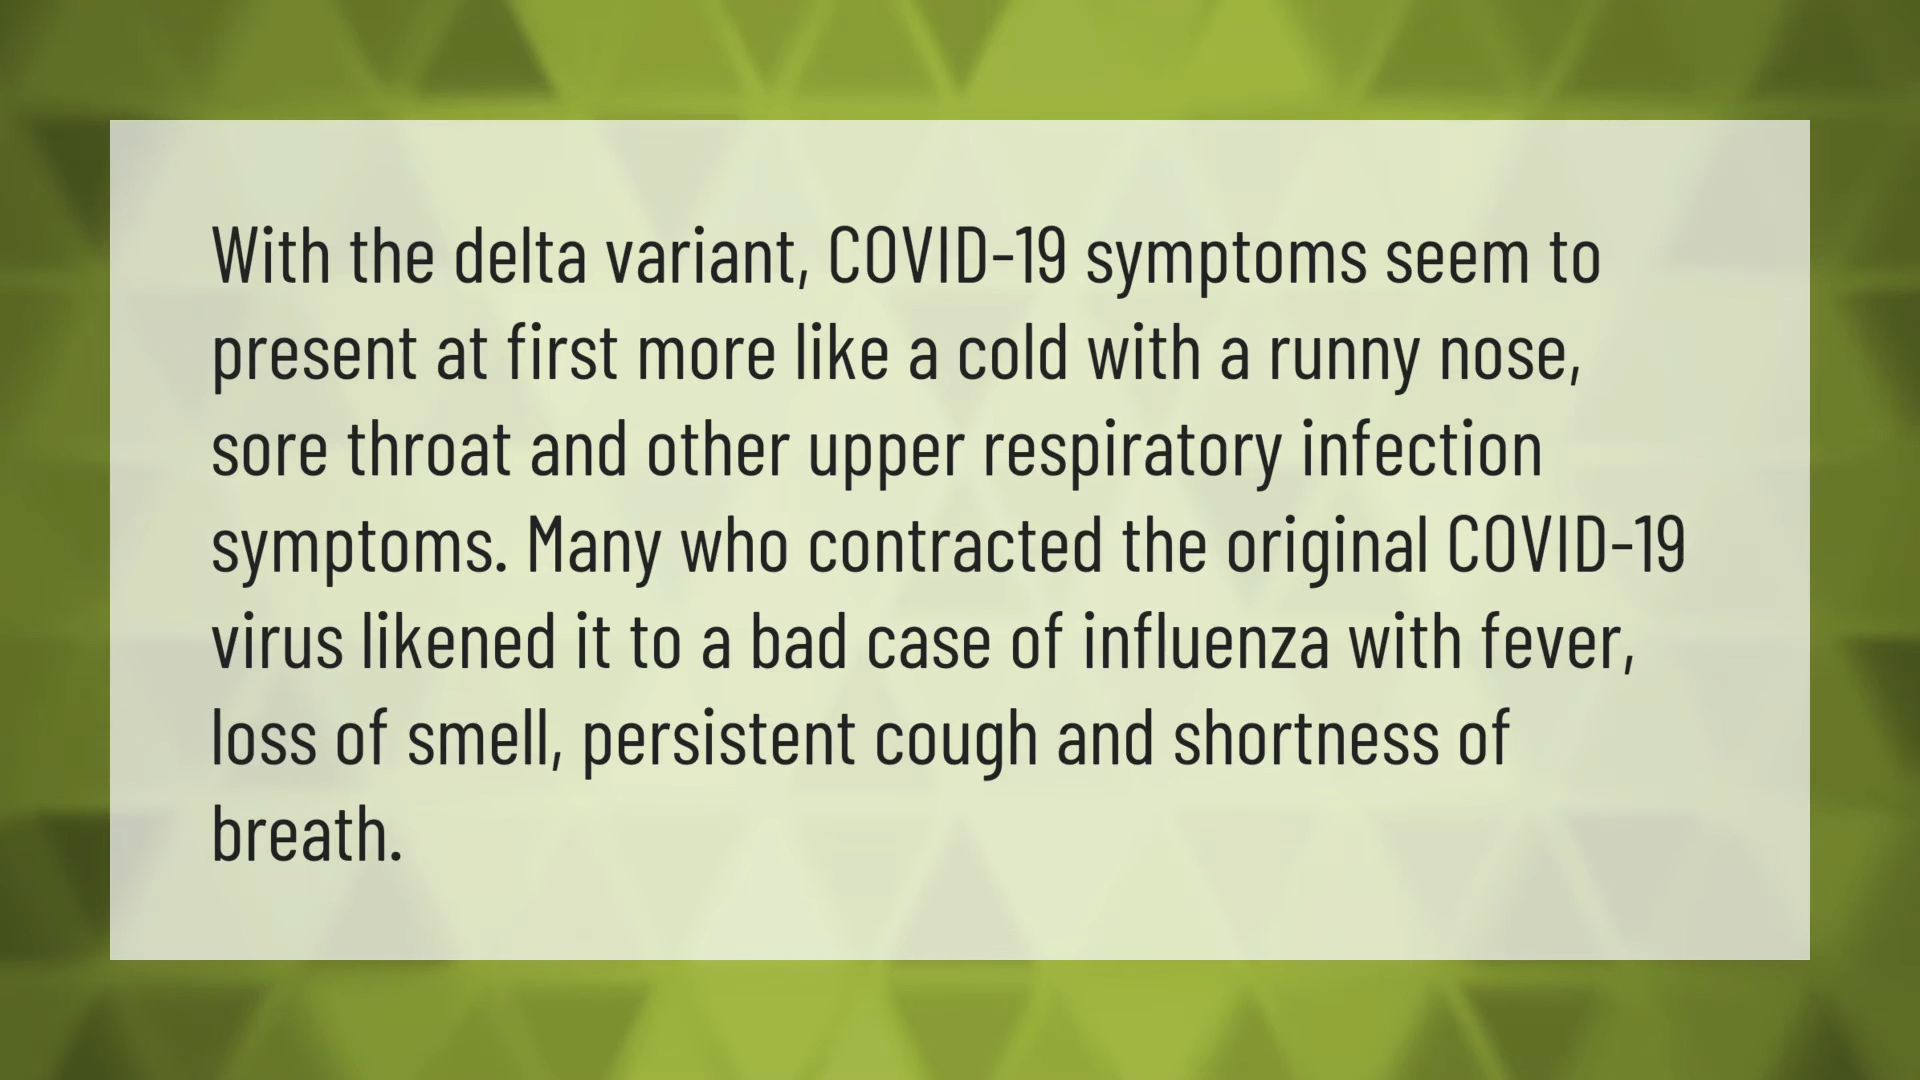 With the delta variant, COVID-19 symptoms seem to
present at first more like a cold with a runny nose,
sore throat and other upper respiratory infection
symptoms. Many who contracted the original COVID-19
virus likened it to a bad case of influenza with fever,
loss of smell, persistent cough and shortness of
breath.